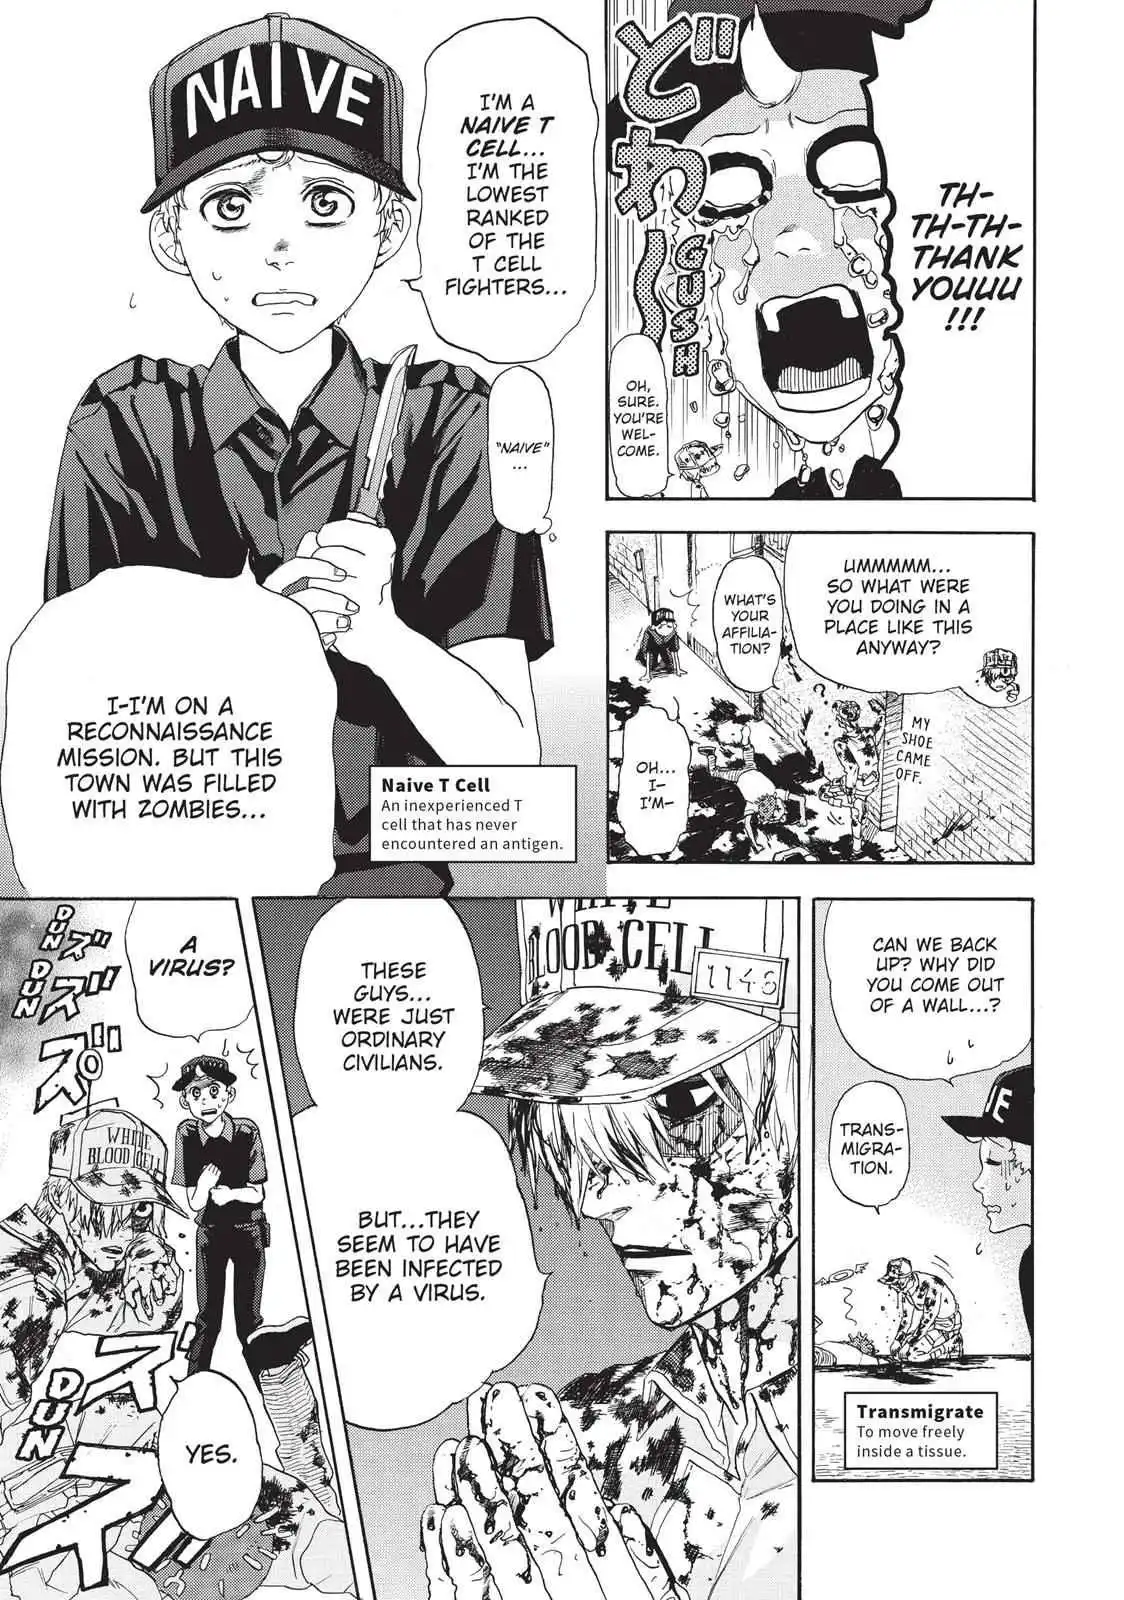 TH-
TH-TH-
THANK
YOUUU
!!!
どわー
GUSH
OH,
SURE.
YOU'RE
WEL-
COME.
NAIVE
I'M A
NAIVE T
CELL...
I'M THE
LOWEST
RANKED
OF THE
T CELL
FIGHTERS...
"NAIVE"
...
UMMMMM...
SO WHAT WERE
YOU DOING IN A
PLACE LIKE THIS
ANYWAY?
WHAT'S
YOUR
AFFILIA-
TION?
MY
SHOE
CAME
OFF.
OH...
I-
I'M-
I-I'M ON A
RECONNAISSANCE
MISSION. BUT THIS
TOWN WAS FILLED
WITH ZOMBIES...
Naive T Cell
An inexperienced T
cell that has never
encountered an antigen.
CAN WE BACK
UP? WHY DID
YOU COME OUT
OF A WALL...?
TRANS-
MIGRA-
TION.
Transmigrate
To move freely
inside a tissue.
WHITE
BLOOD CELL
1146
THESE
GUYS...
WERE JUST
ORDINARY
CIVILIANS.
BUT...THEY
SEEM TO HAVE
BEEN INFECTED
BY A VIRUS.
A
VIRUS?
DUN
DUN
ズズズズ
WHITE
BLOOD CELL
YES.
DUN
ズズ